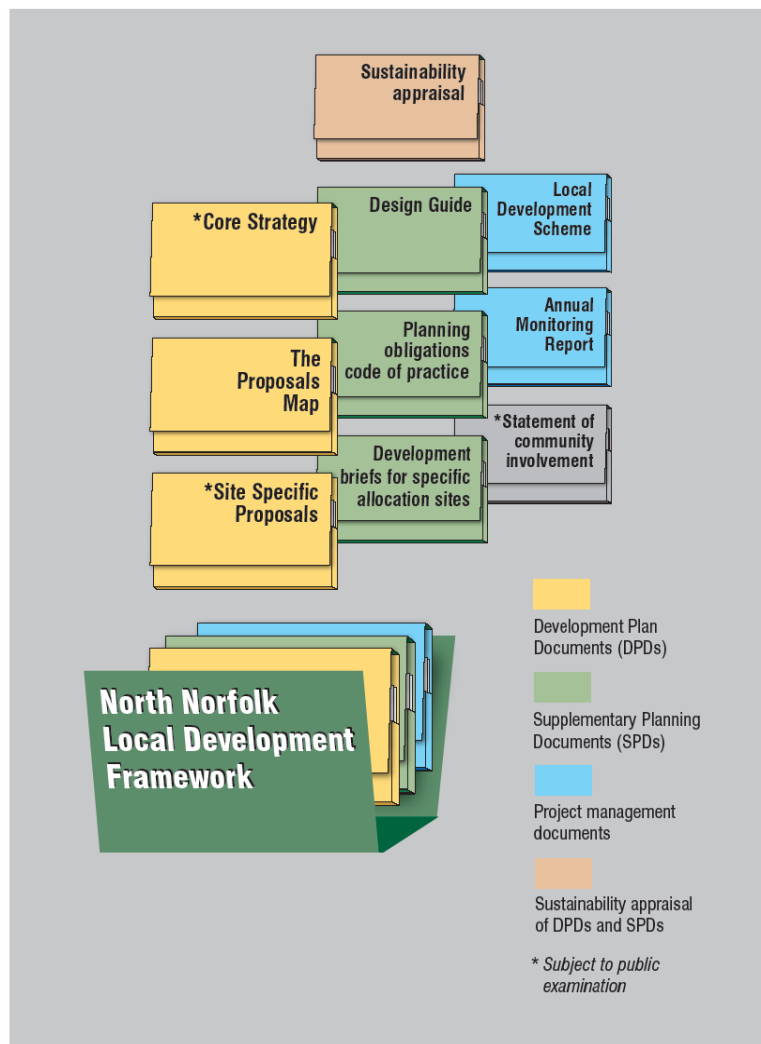 Sustainability
appraisal
*Core Strategy
Design Guide
Local
Development
Scheme
The
Proposals
Map
Planning
obligations
code of practice
Annual
Monitoring
Report
*Site Specific
Proposals
Development
briefs for specific
allocation sites
*Statement of
community
involvement
North Norfolk
Local Development
Framework
Development Plan
Documents (DPDs)
Supplementary Planning
Documents (SPDs)
Project management
documents
Sustainability appraisal
of DPDs and SPDs
* Subject to public
examination